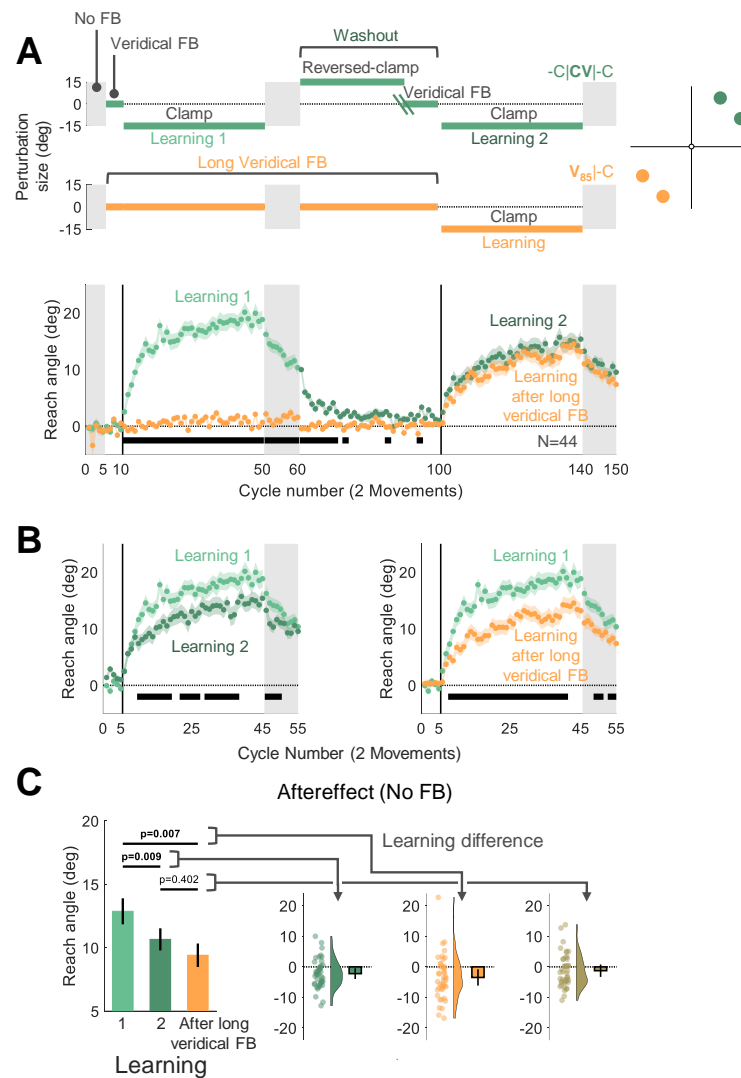 A
No FB
Veridical FB
Washout
Reversed-clamp
-C|CV|-C
Veridical FB
15
0
-15
Clamp
Clamp
Learning 1
Learning 2
Perturbation
size (deg)
Long Veridical FB
V85|-C
15
0
-15
Clamp
Learning
Learning 1
Learning 2
Learning
after long
veridical FB
N=44
Reach angle (deg)
20
10
0
0 5 10 50 60 100 140 150
Cycle number (2 Movements)
B
Learning 1
Learning 2
Reach angle (deg)
20
10
0
0 5 25 45 55
Learning 1
Learning
after long
veridical FB
Reach angle (deg)
20
10
0
0 5 25 45 55
Cycle Number (2 Movements)
C
Aftereffect (No FB)
Reach angle (deg)
20
15
10
5
p=0.007
p=0.009
p=0.402
Learning difference
1 2 After long
veridical FB
Learning
20
10
0
-10
-20
20
10
0
-10
-20
20
10
0
-10
-20